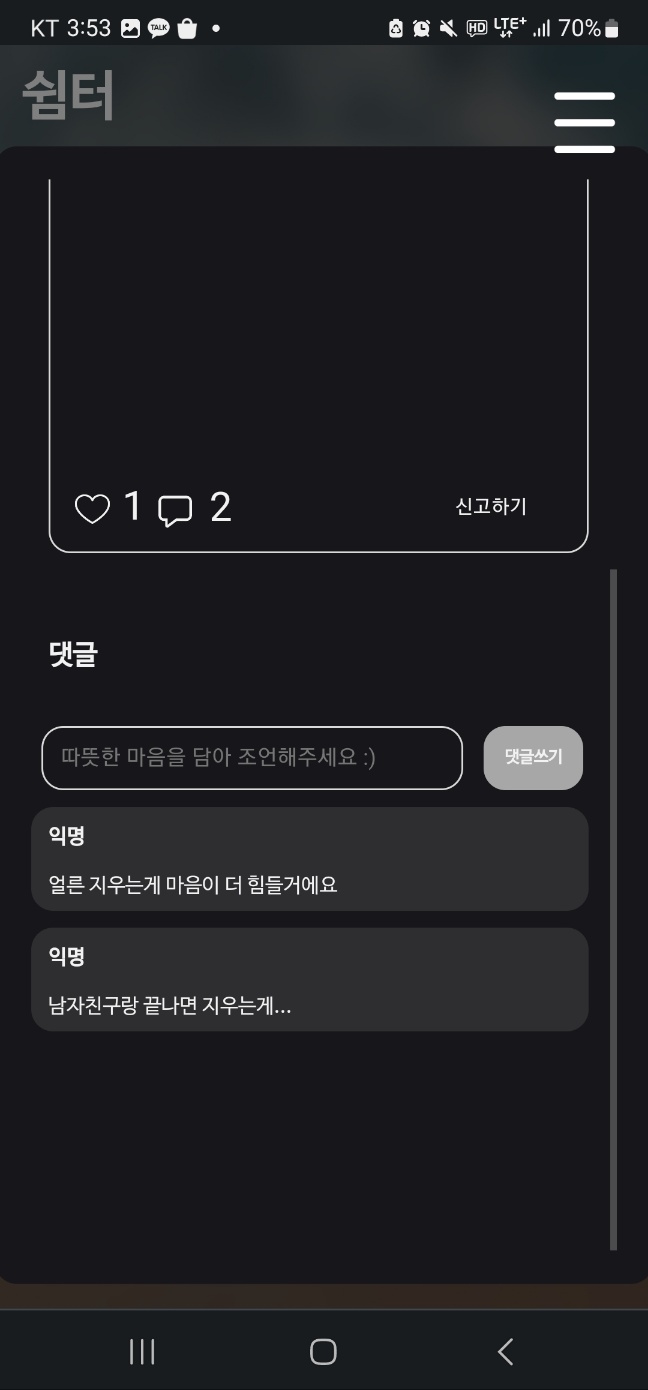 KT 3:53 TALK HD LTE+ 70%
쉼터
1 2 신고하기
댓글
따뜻한 마음을 담아 조언해주세요 :) 댓글쓰기
익명
얼른 지우는게 마음이 더 힘들거에요
익명
남자친구랑 끝나면 지우는게...